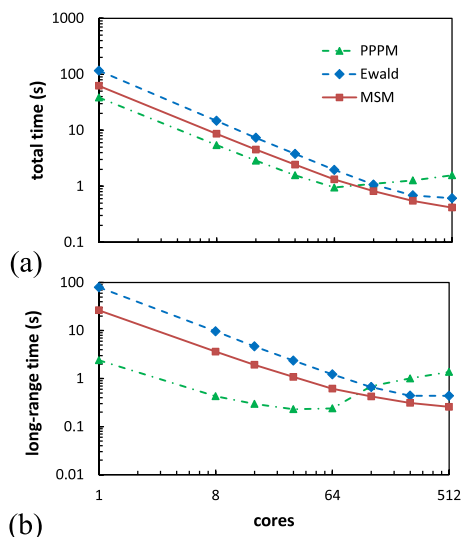 1000
100
10
1
0.1
total time (s)
PPPM
Ewald
MSM
(a)
100
10
1
0.1
0.01
long-range time (s)
1 8 64 512
cores
(b)